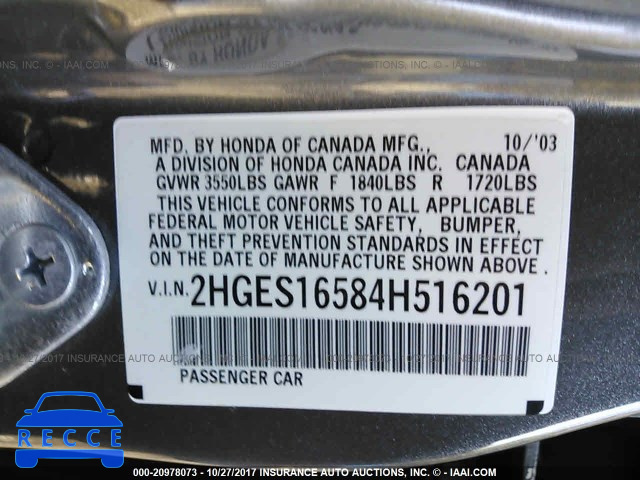 MFD. BY HONDA OF CANADA MFG., 10/'03
A DIVISION OF HONDA CANADA INC. CANADA
GVWR 3550LBS GAWR F 1840LBS R 1720LBS
THIS VEHICLE CONFORMS TO ALL APPLICABLE
FEDERAL MOTOR VEHICLE SAFETY, BUMPER,
AND THEFT PREVENTION STANDARDS IN EFFECT
ON THE DATE OF MANUFACTURE SHOWN ABOVE.
V.I.N. 2HGES16584H516201
PASSENGER CAR
RECCE
000-20978073 - 10/27/2017 INSURANCE AUTO AUCTIONS, INC. © - IAAI.COM